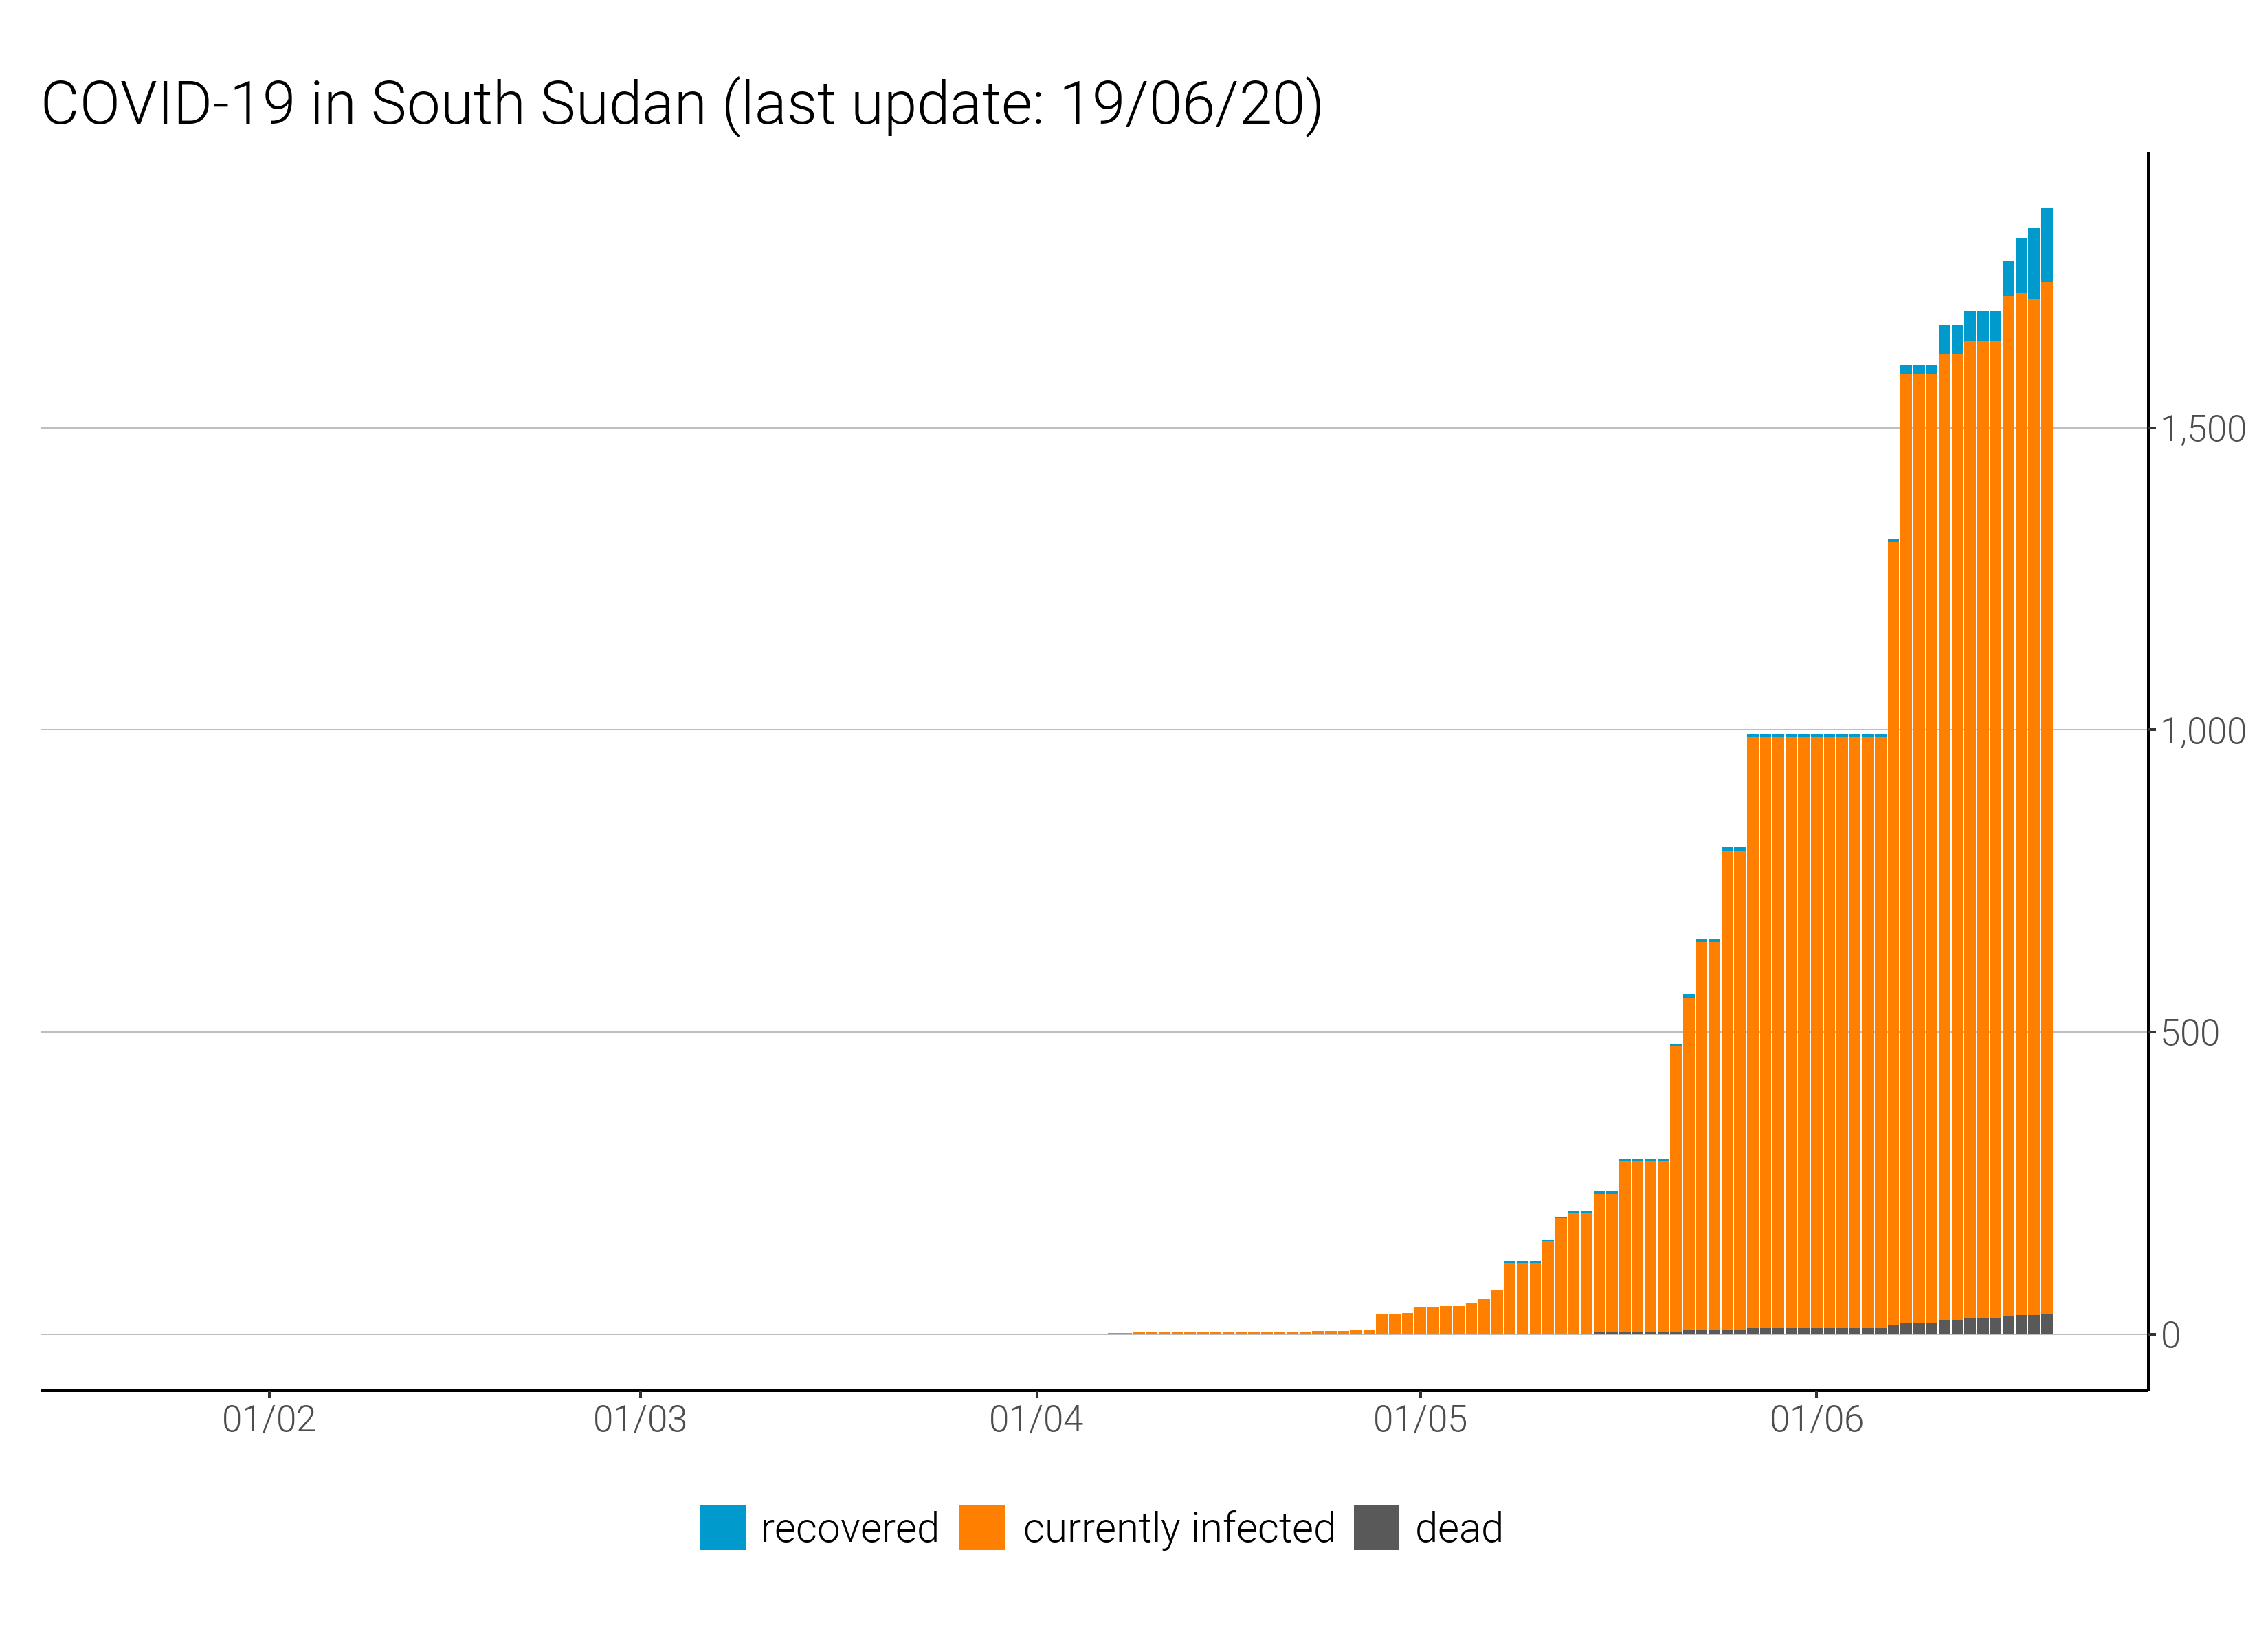 COVID-19 in South Sudan (last update: 19/06/20)
1,500
1,000
500
0
01/02 01/03 01/04 01/05 01/06
recovered currently infected dead